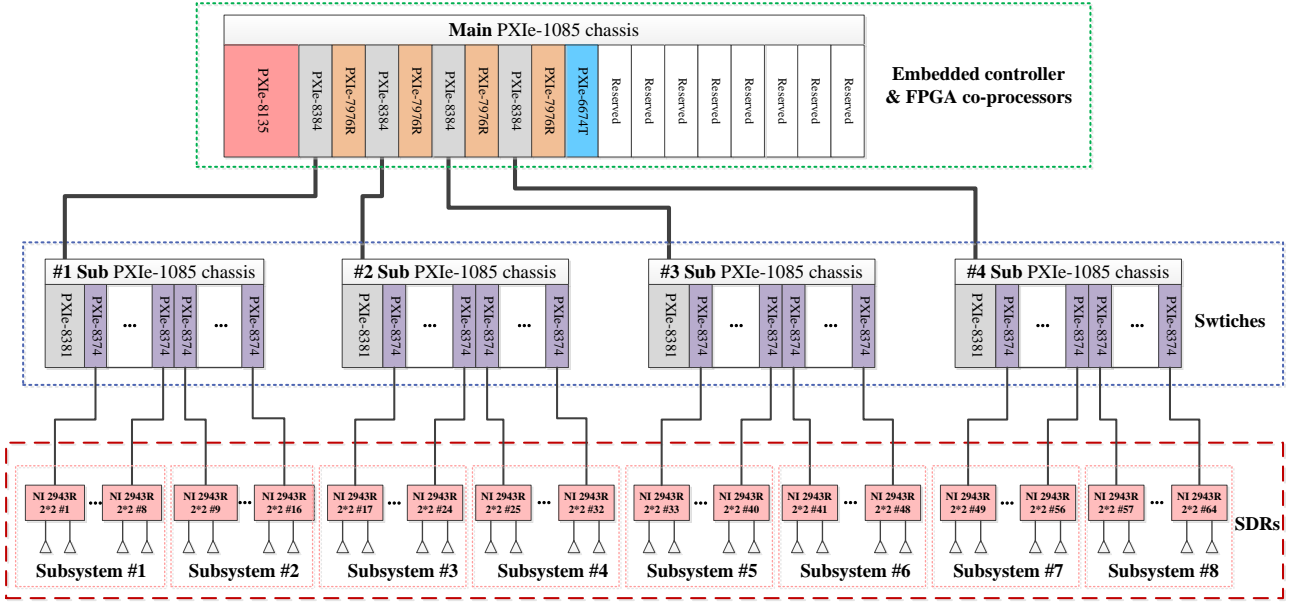 Main PXIe-1085 chassis
PXIe-8135
PXIe-8384
PXIe-7976R
PXIe-8384
PXIe-7976R
PXIe-8384
PXIe-7976R
PXIe-8384
PXIe-7976R
PXIe-6674T
Reserved
Reserved
Reserved
Reserved
Reserved
Reserved
Reserved
Reserved
Embedded controller
& FPGA co-processors
#1 Sub PXIe-1085 chassis
PXIe-8381
PXIe-8374
...
PXIe-8374
PXIe-8374
...
PXIe-8374
#2 Sub PXIe-1085 chassis
PXIe-8381
PXIe-8374
...
PXIe-8374
PXIe-8374
...
PXIe-8374
#3 Sub PXIe-1085 chassis
PXIe-8381
PXIe-8374
...
PXIe-8374
PXIe-8374
...
PXIe-8374
#4 Sub PXIe-1085 chassis
PXIe-8381
PXIe-8374
...
PXIe-8374
PXIe-8374
...
PXIe-8374
Swtiches
NI 2943R
2*2 #1
...
NI 2943R
2*2 #8
Subsystem #1
NI 2943R
2*2 #9
...
NI 2943R
2*2 #16
Subsystem #2
NI 2943R
2*2 #17
...
NI 2943R
2*2 #24
Subsystem #3
NI 2943R
2*2 #25
...
NI 2943R
2*2 #32
Subsystem #4
NI 2943R
2*2 #33
...
NI 2943R
2*2 #40
Subsystem #5
NI 2943R
2*2 #41
...
NI 2943R
2*2 #48
Subsystem #6
NI 2943R
2*2 #49
...
NI 2943R
2*2 #56
Subsystem #7
NI 2943R
2*2 #57
...
NI 2943R
2*2 #64
Subsystem #8
SDRs